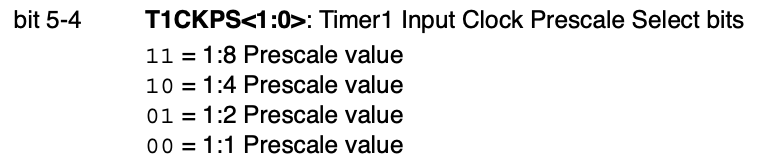 bit 5-4 T1CKPS<1:0>: Timer1 Input Clock Prescale Select bits
11 = 1:8 Prescale value
10 = 1:4 Prescale value
01 = 1:2 Prescale value
00 = 1:1 Prescale value